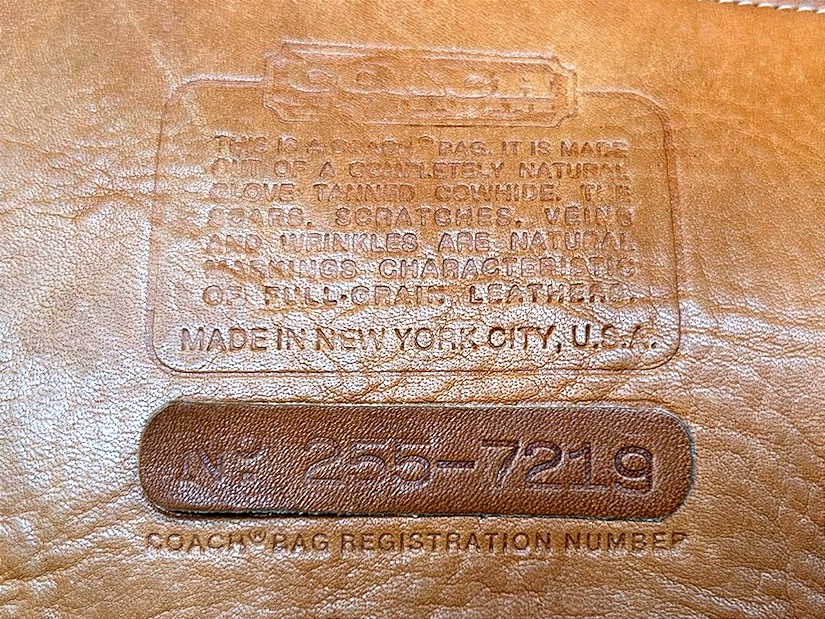 COACH
THIS IS A COACH® BAG. IT IS MADE
OUT OF A COMPLETELY NATURAL
GLOVE TANNED COWHIDE. THE
SCARS, SCRATCHES, VEINS
AND WRINKLES ARE NATURAL
MARKINGS CHARACTERISTIC
OF FULL-GRAIN LEATHERS.
MADE IN NEW YORK CITY, U.S.A.
No 255-7219
COACH® BAG REGISTRATION NUMBER